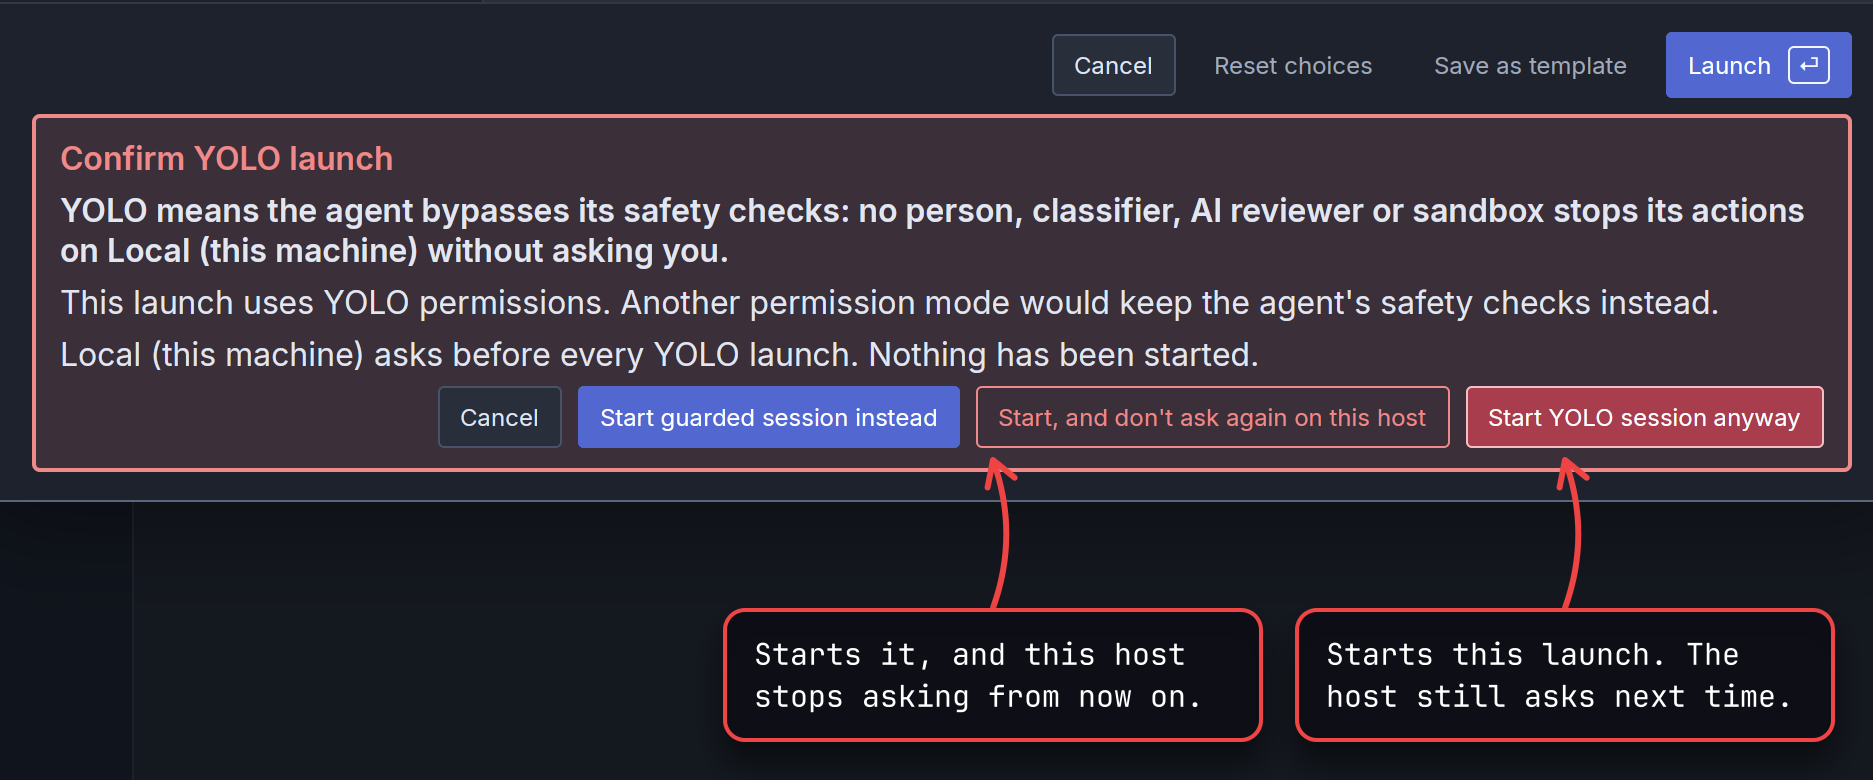 Cancel
Reset choices
Save as template
Launch
Confirm YOLO launch
YOLO means the agent bypasses its safety checks: no person, classifier, AI reviewer or sandbox stops its actions
on Local (this machine) without asking you.
This launch uses YOLO permissions. Another permission mode would keep the agent's safety checks instead.
Local (this machine) asks before every YOLO launch. Nothing has been started.
Cancel
Start guarded session instead
Start, and don't ask again on this host
Start YOLO session anyway
Starts it, and this host
stops asking from now on.
Starts this launch. The
host still asks next time.